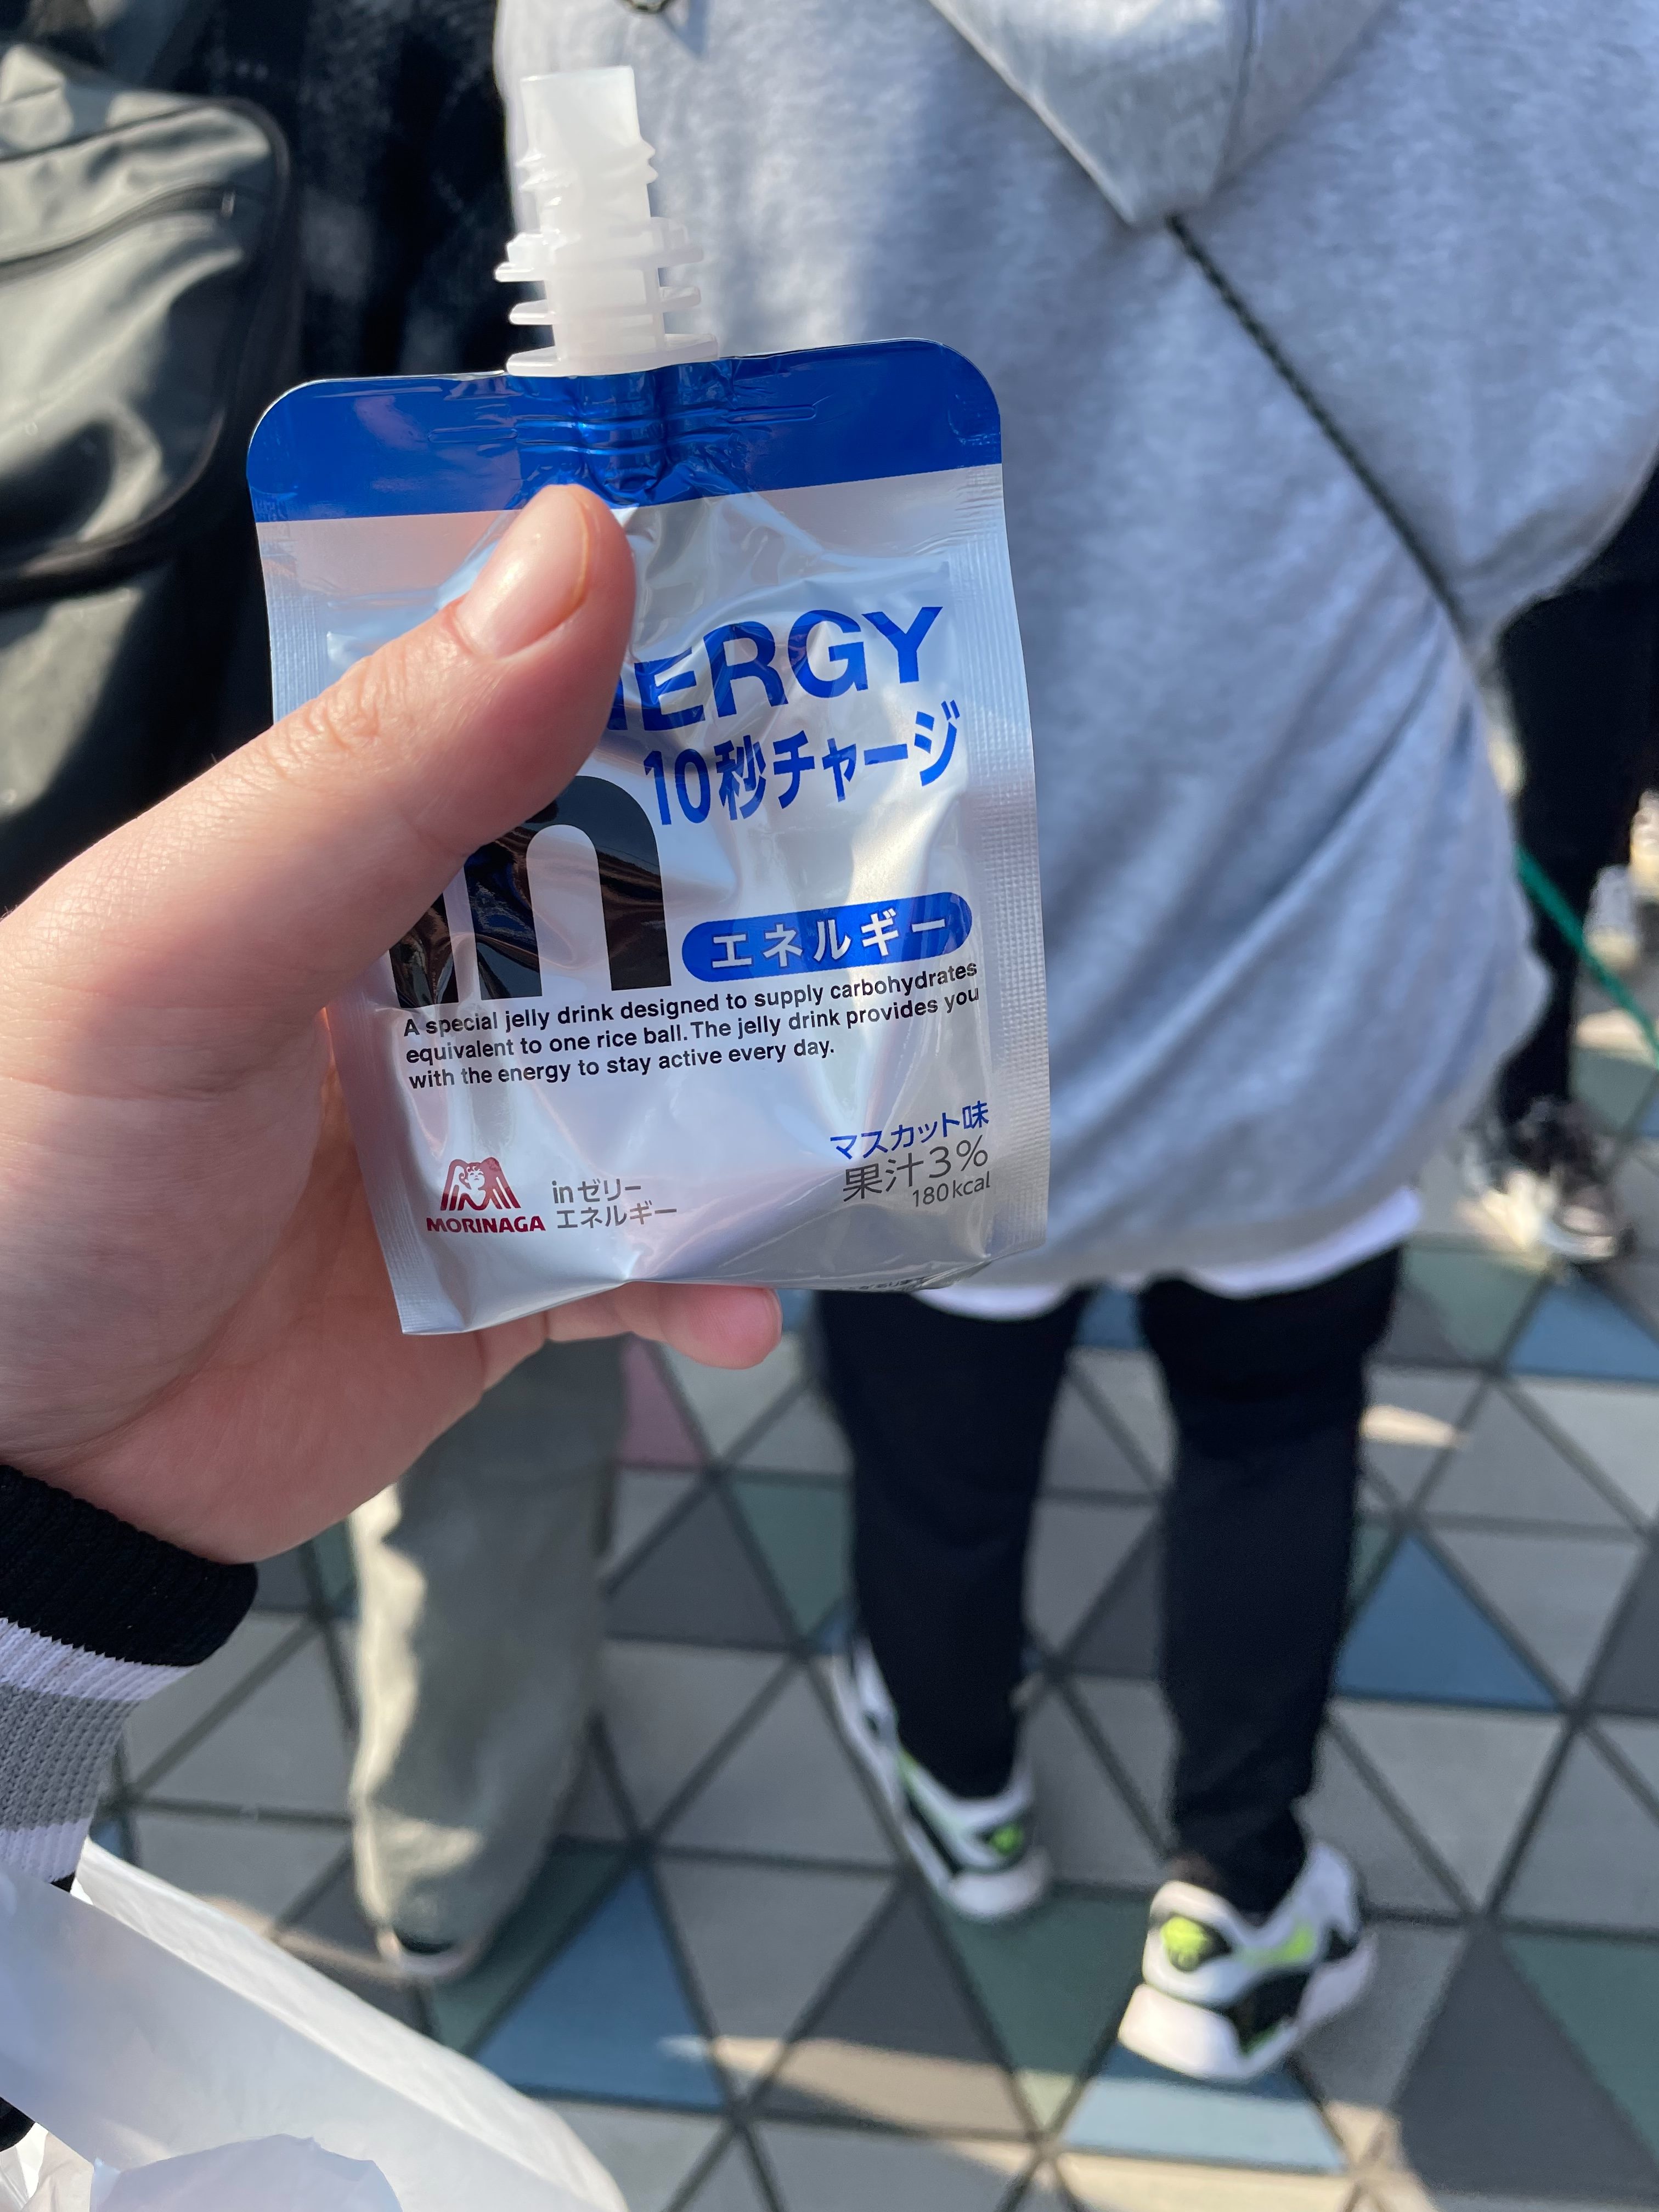 ENERGY
10秒チャージ
in
エネルギー
A special jelly drink designed to supply carbohydrates
equivalent to one rice ball. The jelly drink provides you
with the energy to stay active every day.
マスカット味
果汁3%
180kcal
MORINAGA
inゼリー
エネルギー